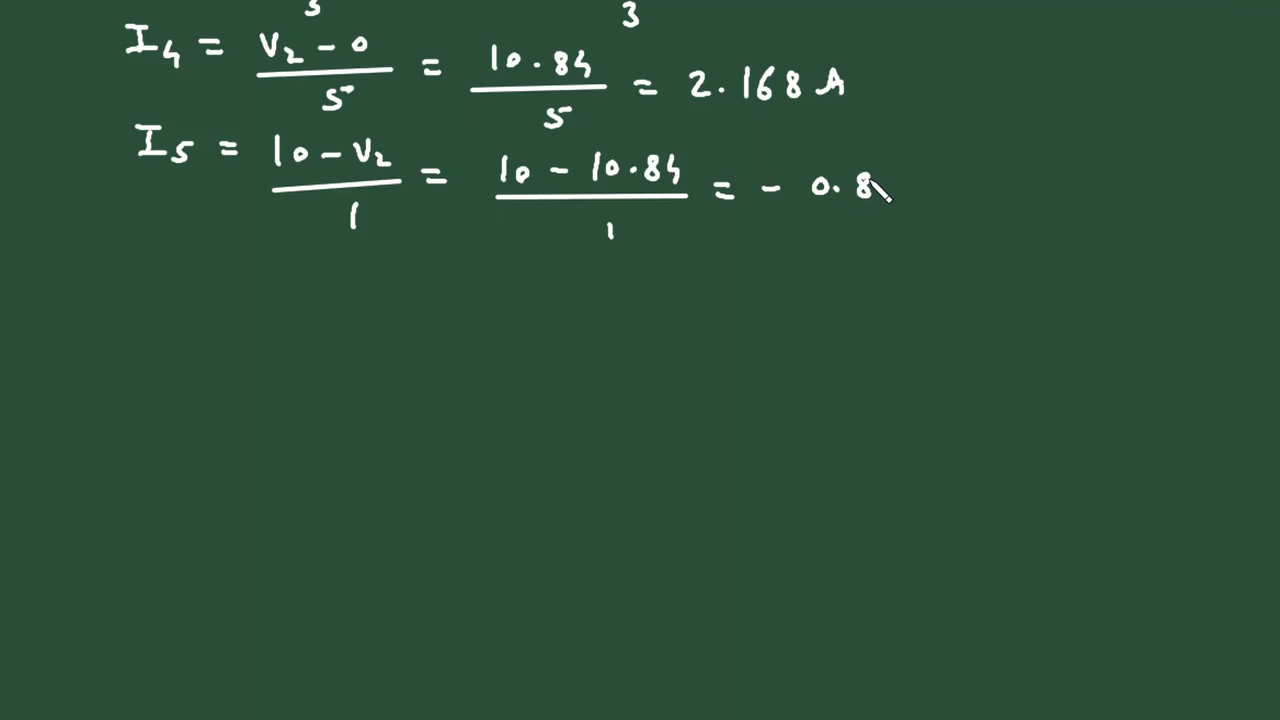 3
I4 = V2 - 0 / 5 = 10.84 / 5 = 2.168 A
I5 = 10 - V2 / 1 = 10 - 10.84 / 1 = - 0.8